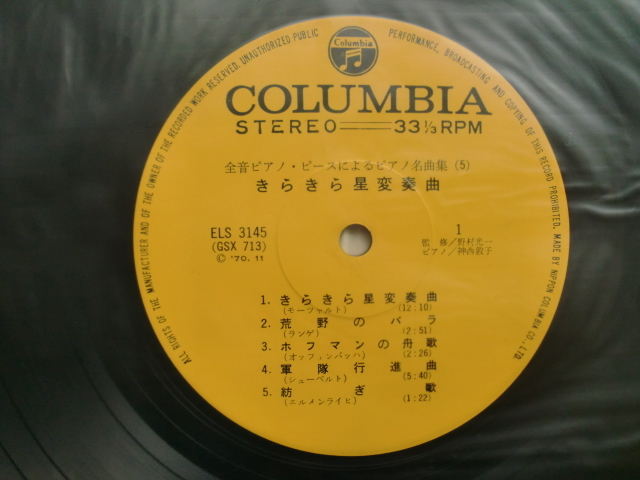 ALL RIGHTS OF THE MANUFACTURER AND OF THE OWNER OF THE RECORDED WORK RESERVED. UNAUTHORIZED PUBLIC PERFORMANCE, BROADCASTING AND COPYING OF THIS RECORD PROHIBITED. MADE BY NIPPON COLUMBIA CO., LTD.
Columbia
COLUMBIA
STEREO 33⅓ RPM
全音ピアノ・ピースによるピアノ名曲集 (5)
きらきら星変奏曲
ELS 3145
(GSX 713)
Ⓒ '70. 11
1
監修/野村光一
ピアノ/神西敦子
1. きらきら星変奏曲
(モーツァルト) (12:10)
2. 荒野のバラ
(ランゲ) (2:51)
3. ホフマンの舟歌
(オッフェンバッハ) (2:26)
4. 軍隊行進曲
(シューベルト) (5:40)
5. 紡ぎ歌
(エルメンライヒ) (1:22)